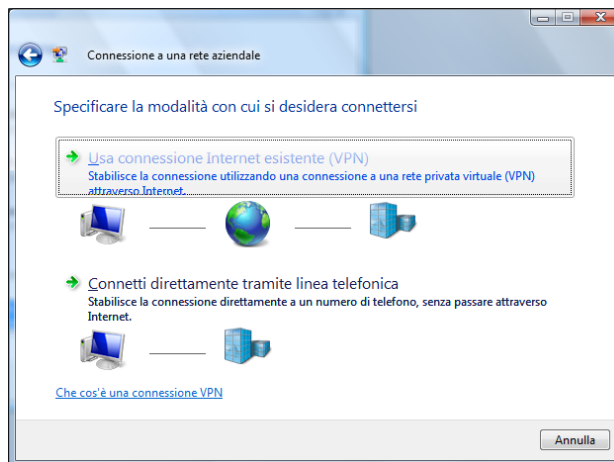 Connessione a una rete aziendale
Specificare la modalità con cui si desidera connettersi
Usa connessione Internet esistente (VPN)
Stabilisce la connessione utilizzando una connessione a una rete privata virtuale (VPN)
attraverso Internet.
Connetti direttamente tramite linea telefonica
Stabilisce la connessione direttamente a un numero di telefono, senza passare attraverso
Internet.
Che cos'è una connessione VPN
Annulla